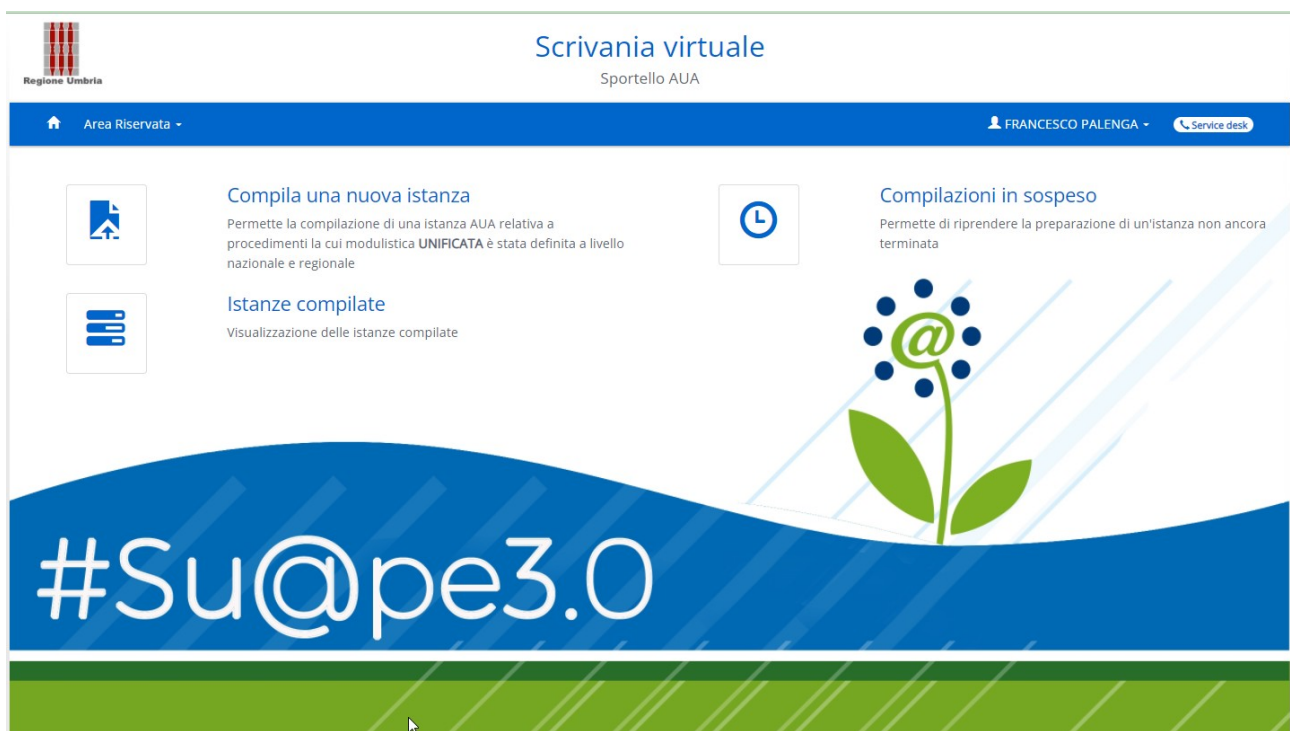 Regione Umbria
Scrivania virtuale
Sportello AUA
Area Riservata
FRANCESCO PALENGA
Service desk
Compila una nuova istanza
Permette la compilazione di una istanza AUA relativa a
procedimenti la cui modulistica UNIFICATA è stata definita a livello
nazionale e regionale
Compilazioni in sospeso
Permette di riprendere la preparazione di un'istanza non ancora
terminata
Istanze compilate
Visualizzazione delle istanze compilate
@
#Su@pe3.0